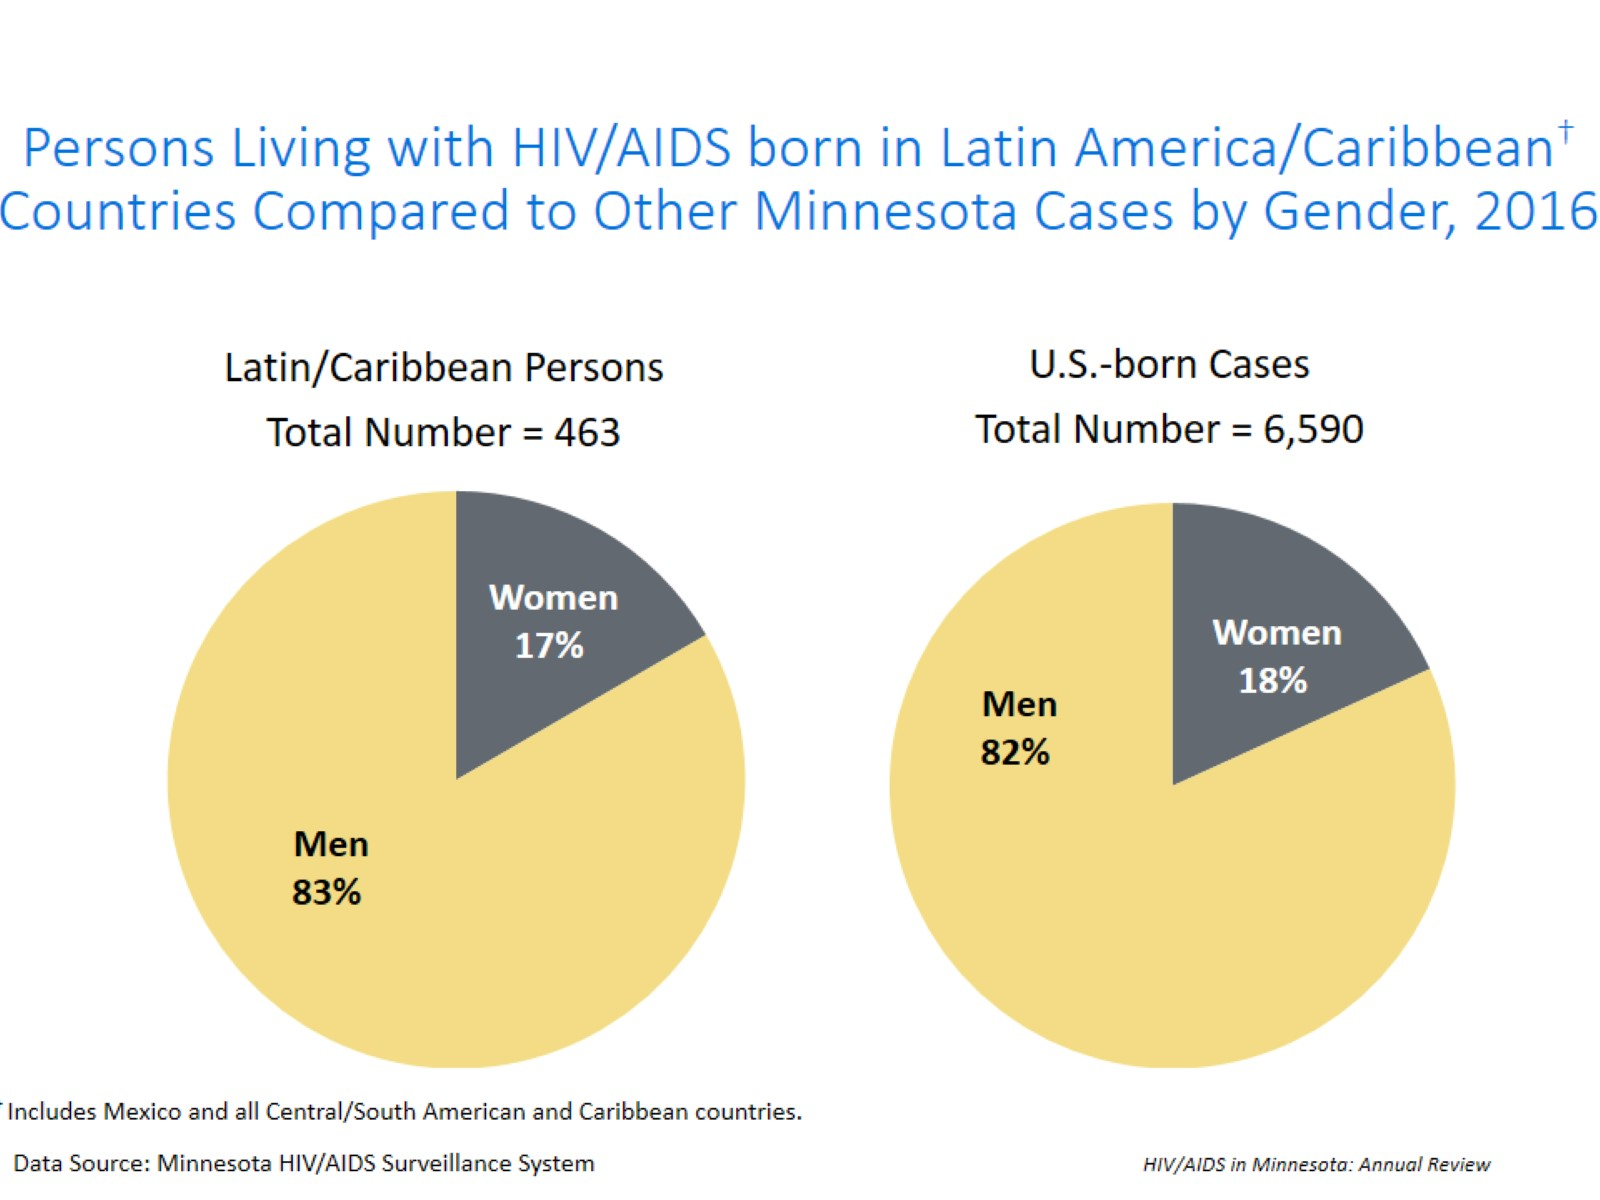 Persons Living with HIV/AIDS born in Latin America/Caribbean†
Countries Compared to Other Minnesota Cases by Gender, 2016
Latin/Caribbean Persons
Total Number = 463
U.S.-born Cases
Total Number = 6,590
Women
17%
Men
83%
Women
18%
Men
82%
† Includes Mexico and all Central/South American and Caribbean countries.
Data Source: Minnesota HIV/AIDS Surveillance System
HIV/AIDS in Minnesota: Annual Review